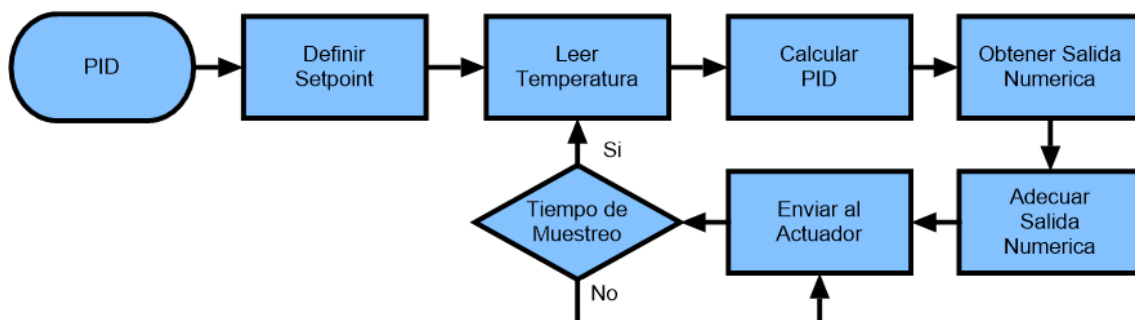 PID
Definir
Setpoint
Leer
Temperatura
Calcular
PID
Obtener Salida
Numerica
Adecuar
Salida
Numerica
Enviar al
Actuador
Tiempo de
Muestreo
Si
No